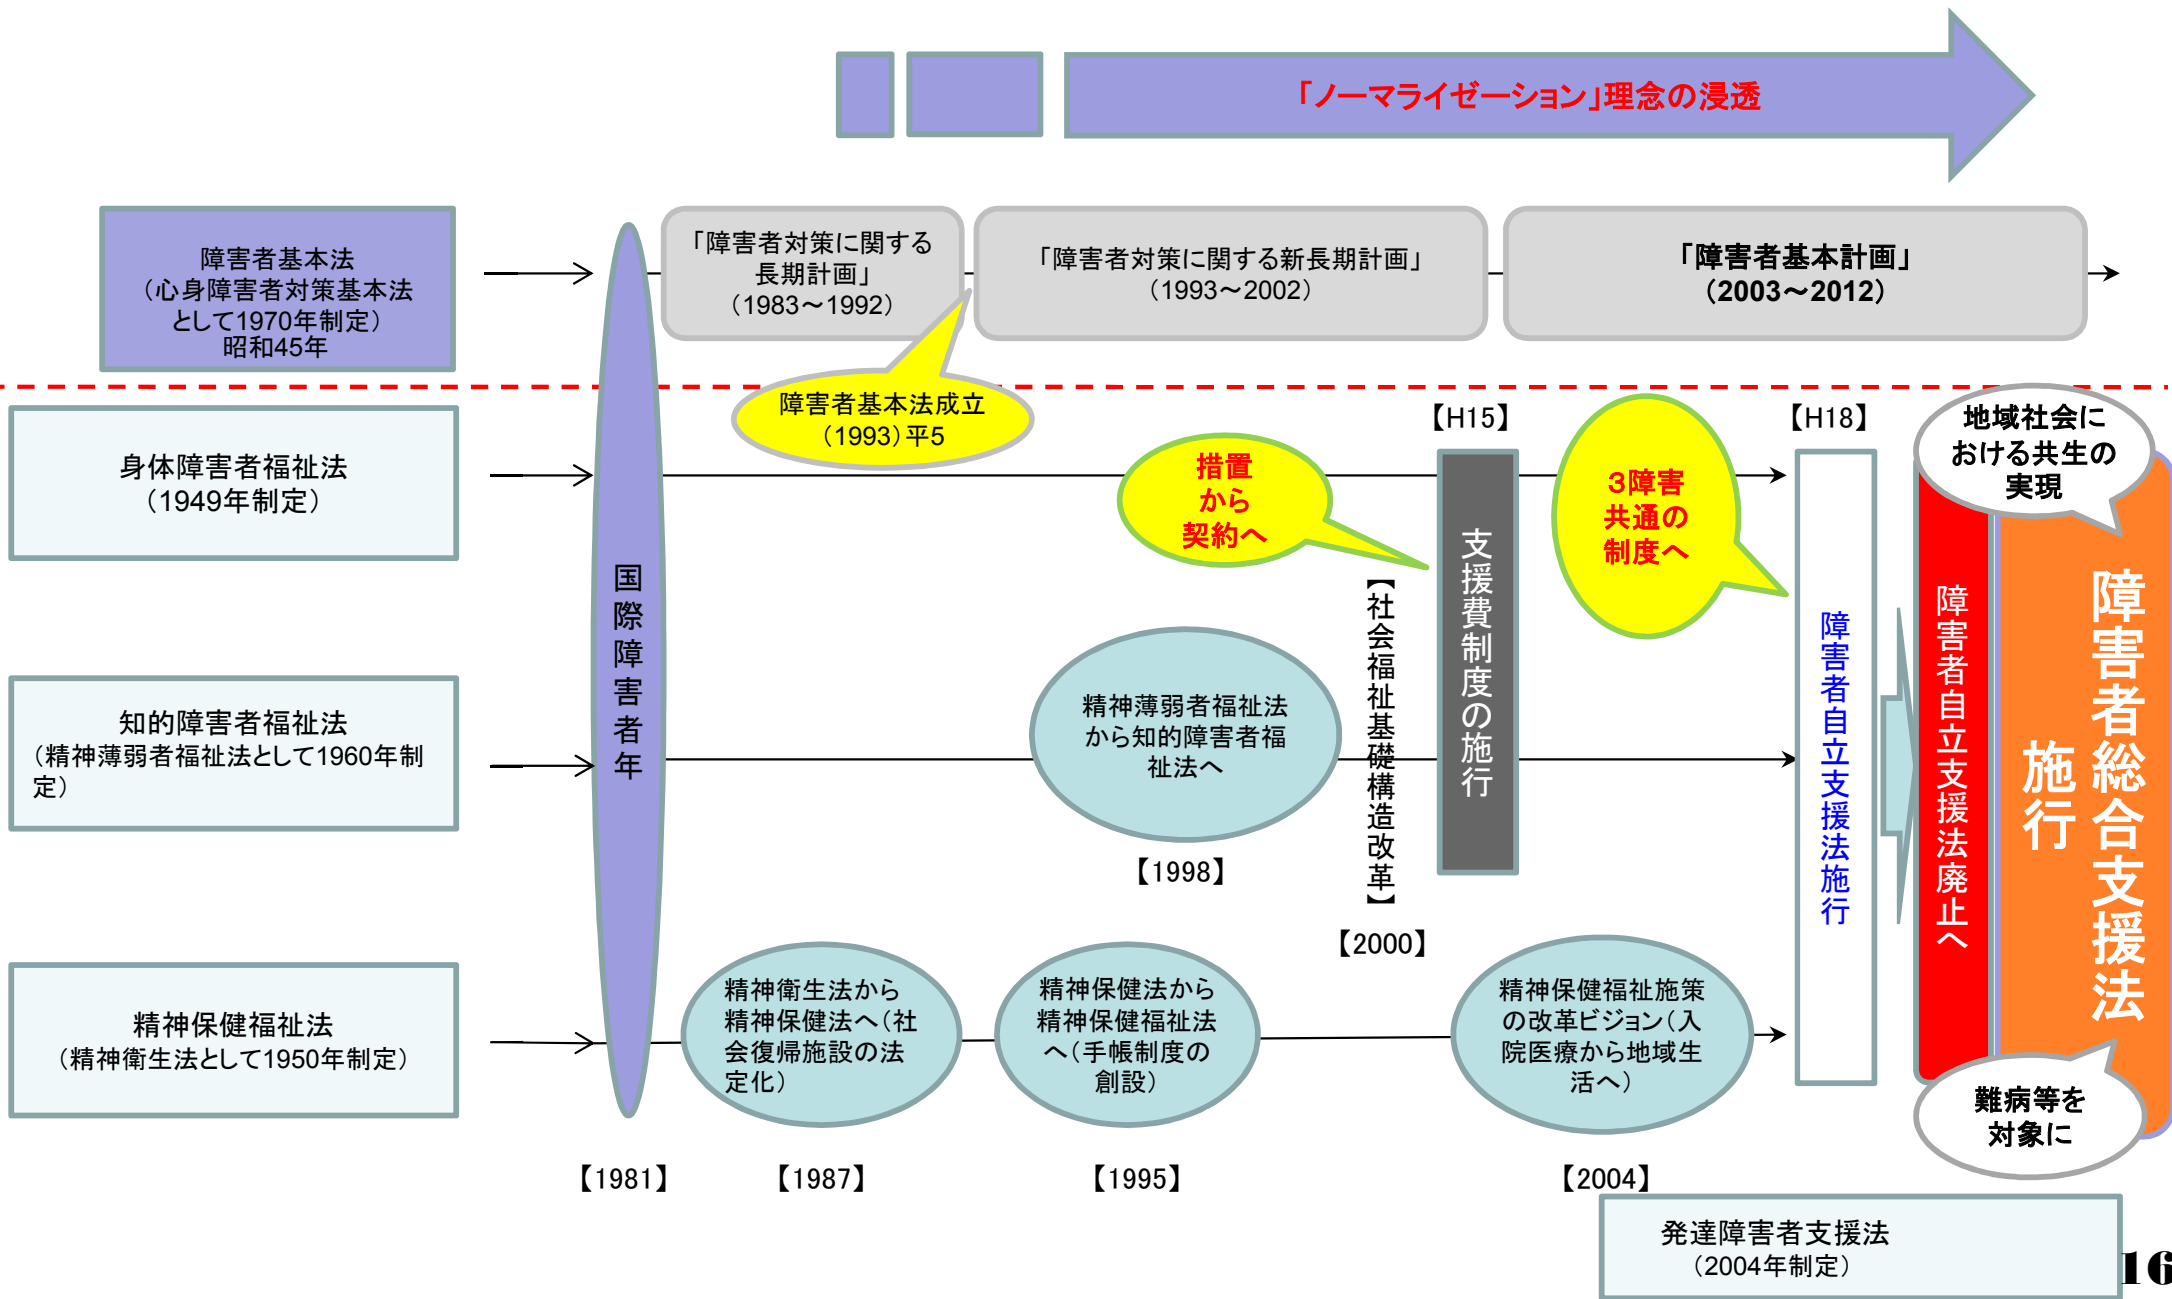 「ノーマライゼーション」理念の浸透
障害者基本法
（心身障害者対策基本法
として1970年制定）
昭和45年
「障害者対策に関する
長期計画」
（1983～1992）
「障害者対策に関する新長期計画」
（1993～2002）
「障害者基本計画」
（2003～2012）
障害者基本法成立
（1993）平5
身体障害者福祉法
（1949年制定）
知的障害者福祉法
（精神薄弱者福祉法として1960年制
定）
精神保健福祉法
（精神衛生法として1950年制定）
国際障害者年
【1981】
精神衛生法から
精神保健法へ（社
会復帰施設の法
定化）
【1987】
精神保健法から
精神保健福祉法
へ（手帳制度の
創設）
【1995】
精神薄弱者福祉法
から知的障害者福
祉法へ
【1998】
措置
から
契約へ
【社会福祉基礎構造改革】
【2000】
【H15】
支援費制度の施行
３障害
共通の
制度へ
精神保健福祉施策
の改革ビジョン（入
院医療から地域生
活へ）
【2004】
【H18】
障害者自立支援法施行
障害者自立支援法廃止へ
地域社会に
おける共生の
実現
障害者総合支援法
施行
難病等を
対象に
発達障害者支援法
（2004年制定）
16